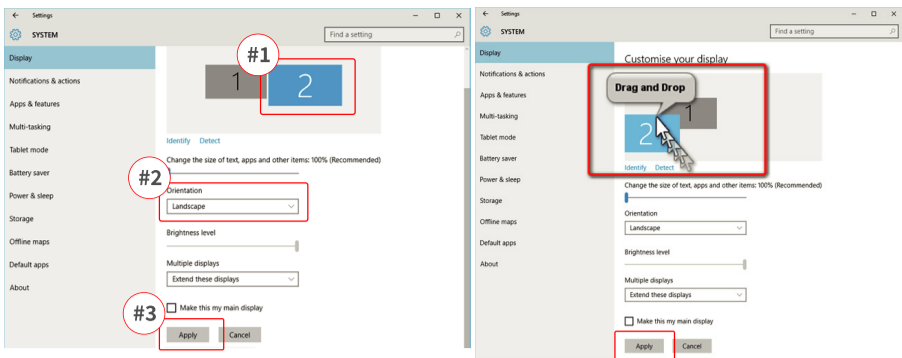 Settings
SYSTEM
Find a setting
Display
Notifications & actions
Apps & features
Multi-tasking
Tablet mode
Battery saver
Power & sleep
Storage
Offline maps
Default apps
About
#1
1
2
Identify Detect
Change the size of text, apps and other items: 100% (Recommended)
#2
Orientation
Landscape
Brightness level
Multiple displays
Extend these displays
Make this my main display
#3
Apply Cancel
Settings
SYSTEM
Find a setting
Display
Notifications & actions
Apps & features
Multi-tasking
Tablet mode
Battery saver
Power & sleep
Storage
Offline maps
Default apps
About
Customise your display
Drag and Drop
1
2
Identify Detect
Change the size of text, apps and other items: 100% (Recommended)
Orientation
Landscape
Brightness level
Multiple displays
Extend these displays
Make this my main display
Apply Cancel